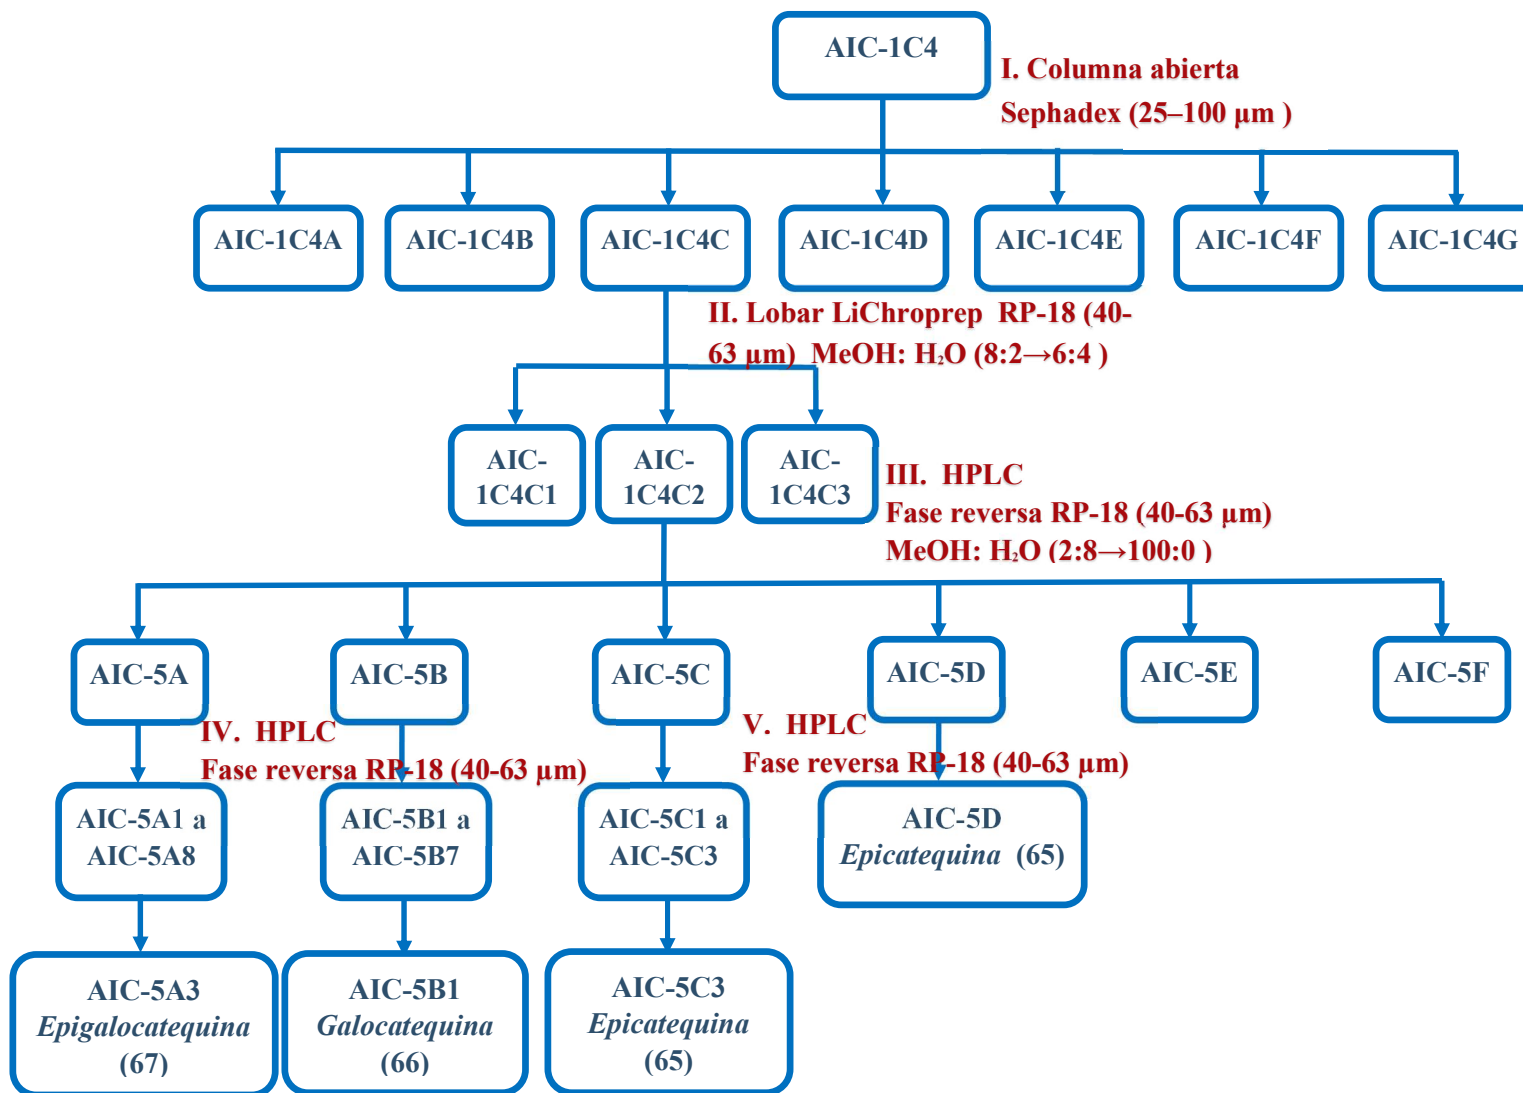 AIC-1C4
I. Columna abierta
Sephadex (25–100 µm )
AIC-1C4A
AIC-1C4B
AIC-1C4C
AIC-1C4D
AIC-1C4E
AIC-1C4F
AIC-1C4G
II. Lobar LiChroprep RP-18 (40-
63 µm) MeOH: H₂O (8:2→6:4 )
AIC-
1C4C1
AIC-
1C4C2
AIC-
1C4C3
III. HPLC
Fase reversa RP-18 (40-63 µm)
MeOH: H₂O (2:8→100:0 )
AIC-5A
AIC-5B
AIC-5C
AIC-5D
AIC-5E
AIC-5F
IV. HPLC
Fase reversa RP-18 (40-63 µm)
V. HPLC
Fase reversa RP-18 (40-63 µm)
AIC-5A1 a
AIC-5A8
AIC-5B1 a
AIC-5B7
AIC-5C1 a
AIC-5C3
AIC-5D
Epicatequina (65)
AIC-5A3
Epigalocatequina
(67)
AIC-5B1
Galocatequina
(66)
AIC-5C3
Epicatequina
(65)